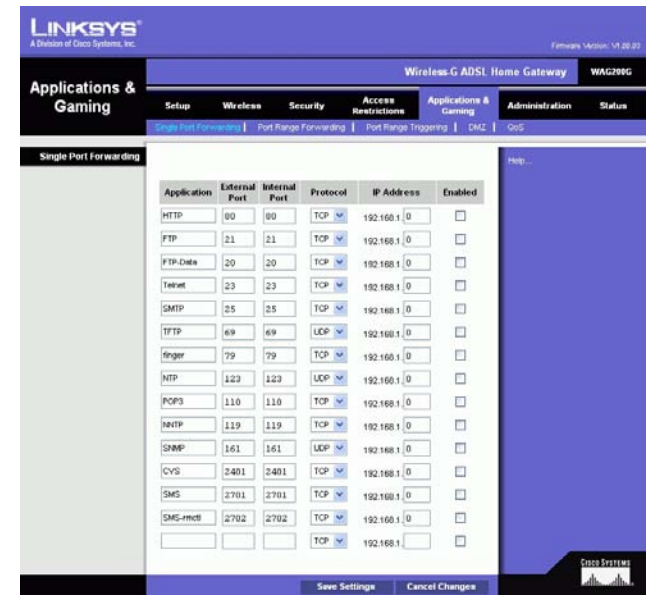 LINKSYS®
A Division of Cisco Systems, Inc.
Firmware Version: V1.00.03
Wireless-G ADSL Home Gateway WAG200G
Applications & Gaming
Setup Wireless Security Access Restrictions Applications & Gaming Administration Status
Single Port Forwarding | Port Range Forwarding | Port Range Triggering | DMZ | QoS
Single Port Forwarding
Help...
Application External Port Internal Port Protocol IP Address Enabled
HTTP 80 80 TCP 192.168.1. 0
FTP 21 21 TCP 192.168.1. 0
FTP-Data 20 20 TCP 192.168.1. 0
Telnet 23 23 TCP 192.168.1. 0
SMTP 25 25 TCP 192.168.1. 0
TFTP 69 69 UDP 192.168.1. 0
finger 79 79 TCP 192.168.1. 0
NTP 123 123 UDP 192.168.1. 0
POP3 110 110 TCP 192.168.1. 0
NNTP 119 119 TCP 192.168.1. 0
SNMP 161 161 UDP 192.168.1. 0
CVS 2401 2401 TCP 192.168.1. 0
SMS 2701 2701 TCP 192.168.1. 0
SMS-rmctl 2702 2702 TCP 192.168.1. 0
TCP 192.168.1.
Save Settings Cancel Changes
CISCO SYSTEMS